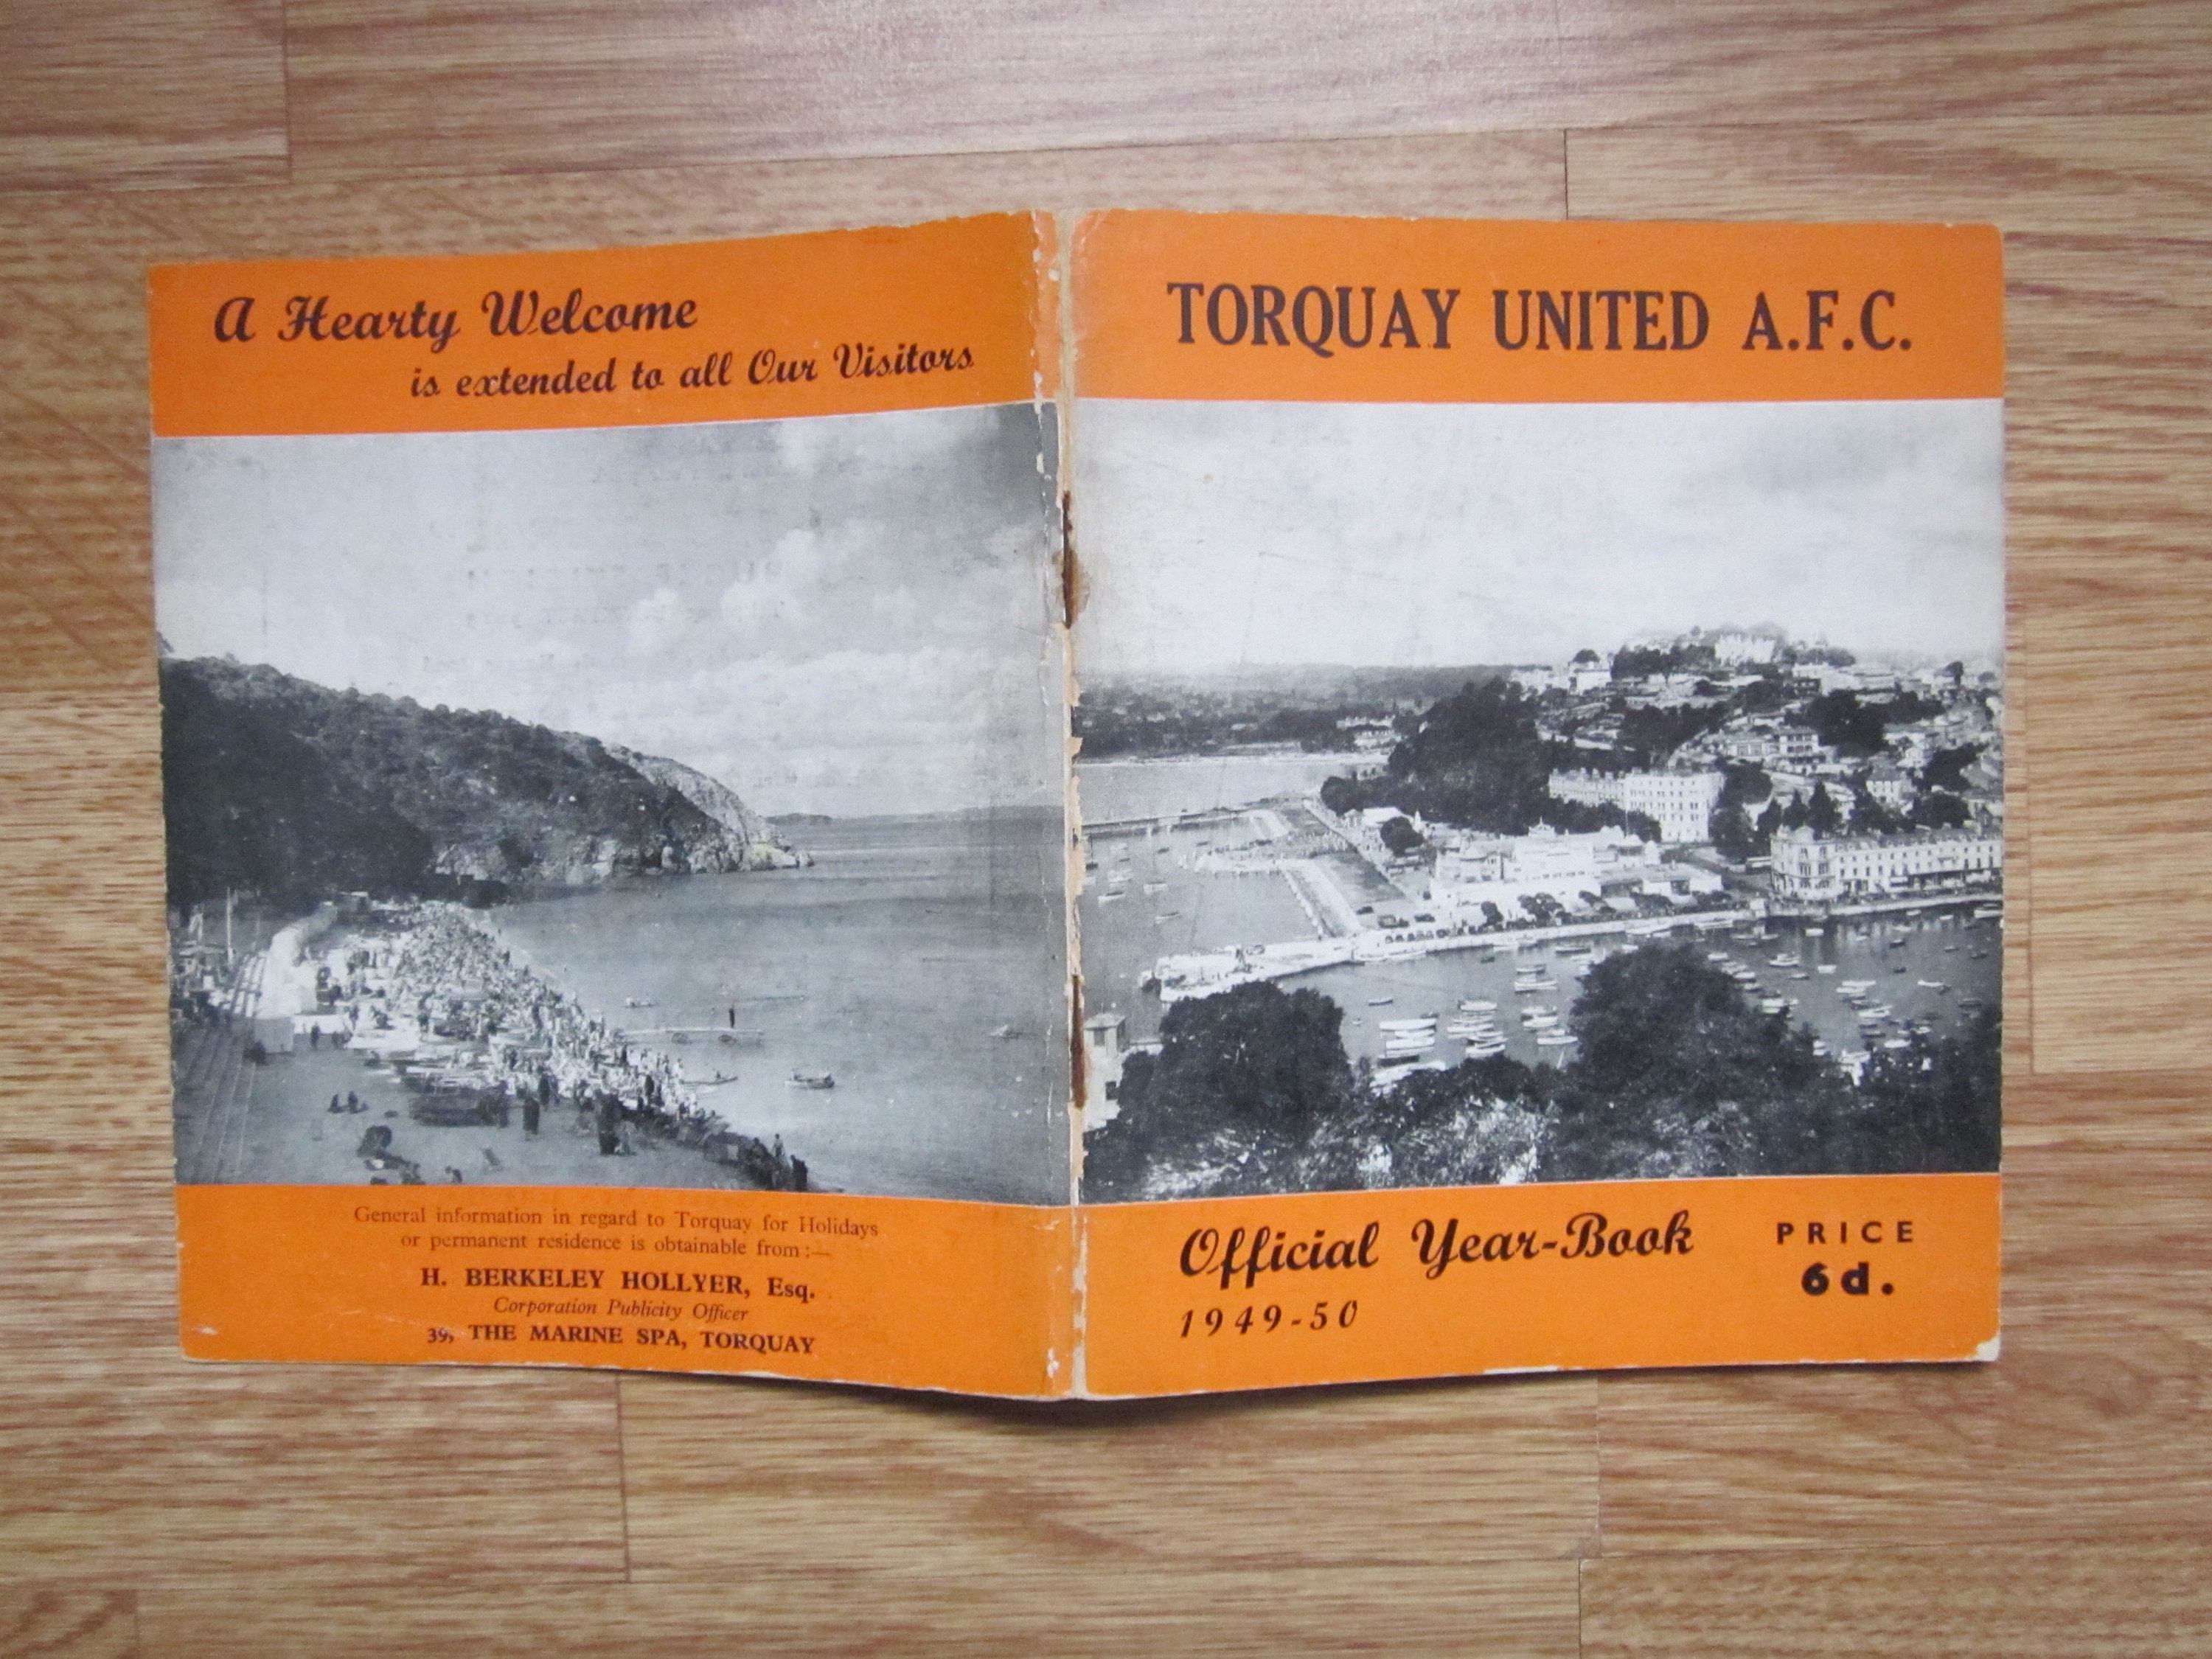 A Hearty Welcome
is extended to all Our Visitors
General information in regard to Torquay for Holidays
or permanent residence is obtainable from :—
H. BERKELEY HOLLYER, Esq.
Corporation Publicity Officer
39, THE MARINE SPA, TORQUAY
TORQUAY UNITED A.F.C.
Official Year-Book
1949-50
PRICE
6d.